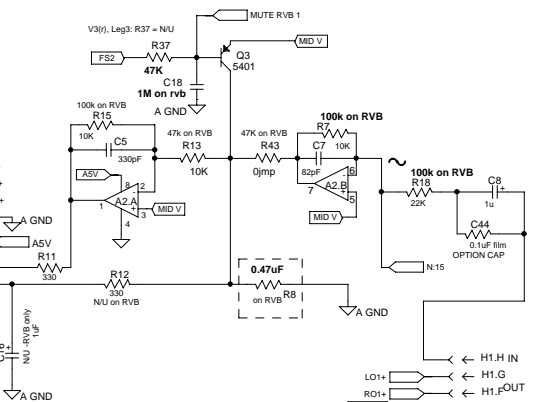 MUTE RVB 1
V3(r), Leg3: R37 = N/U
MID V
R37
FS2
Q3
5401
47K
C18
1M on rvb
A GND
100k on RVB
R15
10K
C5
330pF
47K on RVB
R13
10K
47K on RVB
R43
0jmp
100k on RVB
R7
10K
C7
82pF
A5V
8
2
A2.A
1
3
4
MID V
6
A2.B
7
5
MID V
100k on RVB
R18
22K
C8
+
1u
C44
0.1uF film
OPTION CAP
A GND
A5V
R11
330
R12
330
N/U on RVB
0.47uF
on RVB
R8
N:15
A GND
N/U -RVB only
1uF
A GND
H1.H IN
LO1+
H1.G
RO1+
H1.F OUT